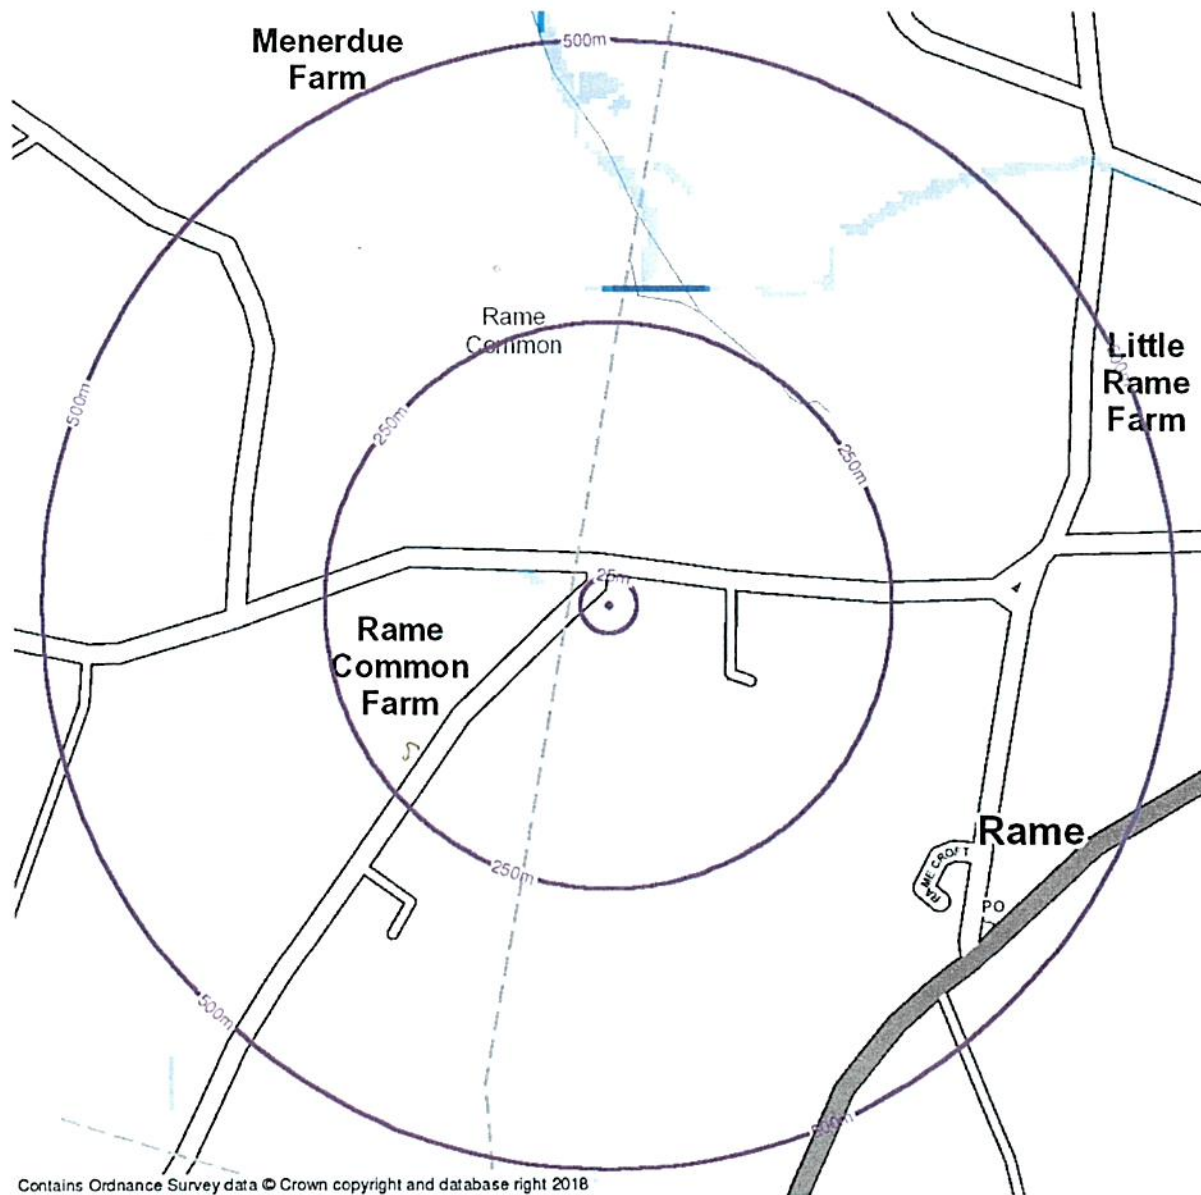 Menerdue
Farm
500m
Rame
Common
Little
Rame
Farm
500m
250m
250m
25m
Rame
Common
Farm
Rame
RAME CROFT
PO
250m
500m
500m
Contains Ordnance Survey data © Crown copyright and database right 2018